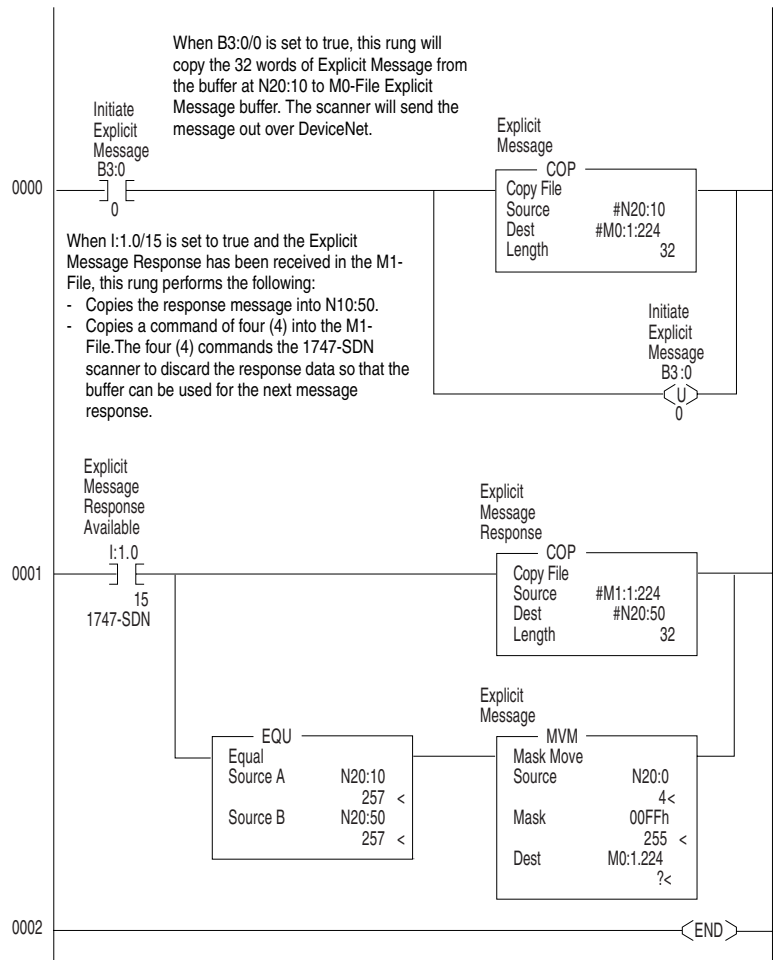 When B3:0/0 is set to true, this rung will
copy the 32 words of Explicit Message from
the buffer at N20:10 to M0-File Explicit
Message buffer. The scanner will send the
message out over DeviceNet.
Initiate
Explicit
Message
B3:0
0
0000
Explicit
Message
COP
Copy File
Source #N20:10
Dest #M0:1:224
Length 32
When I:1.0/15 is set to true and the Explicit
Message Response has been received in the M1-
File, this rung performs the following:
- Copies the response message into N10:50.
- Copies a command of four (4) into the M1-
File.The four (4) commands the 1747-SDN
scanner to discard the response data so that the
buffer can be used for the next message
response.
Initiate
Explicit
Message
B3 :0
U
0
Explicit
Message
Response
Available
I:1.0
0001
15
1747-SDN
Explicit
Message
Response
COP
Copy File
Source #M1:1:224
Dest #N20:50
Length 32
EQU
Equal
Source A N20:10
257 <
Source B N20:50
257 <
Explicit
Message
MVM
Mask Move
Source N20:0
4<
Mask 00FFh
255 <
Dest M0:1.224
?<
0002
END